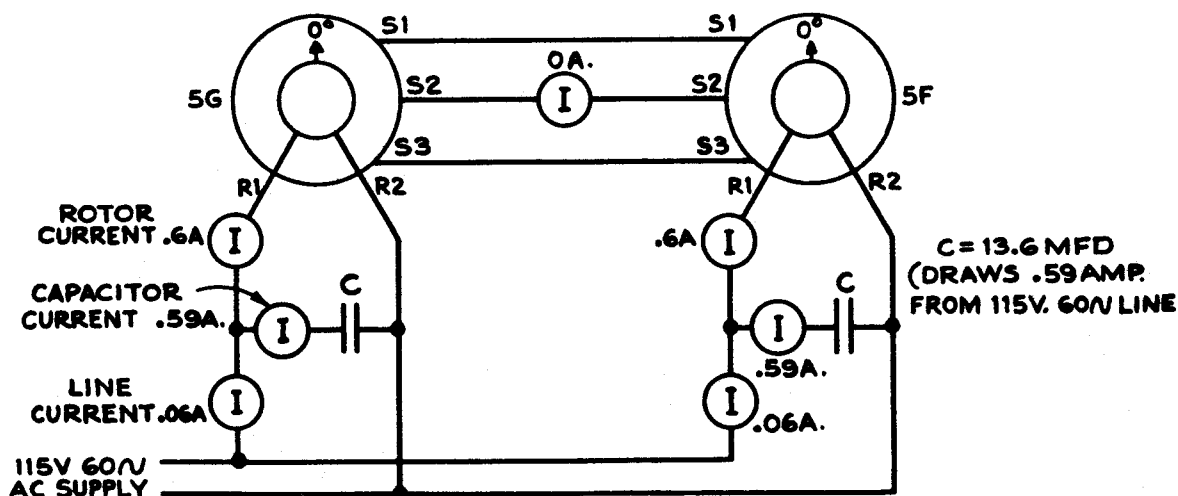 0°
S1
S1
0°
0A.
5G
S2
I
S2
5F
S3
S3
R1
R2
R1
R2
ROTOR
CURRENT .6A
I
.6A
I
C = 13.6 MFD
(DRAWS .59 AMP.
FROM 115V. 60~ LINE
CAPACITOR
CURRENT .59A.
I
C
I
C
.59A.
LINE
CURRENT .06A
I
I
.06A.
115V 60~
AC SUPPLY